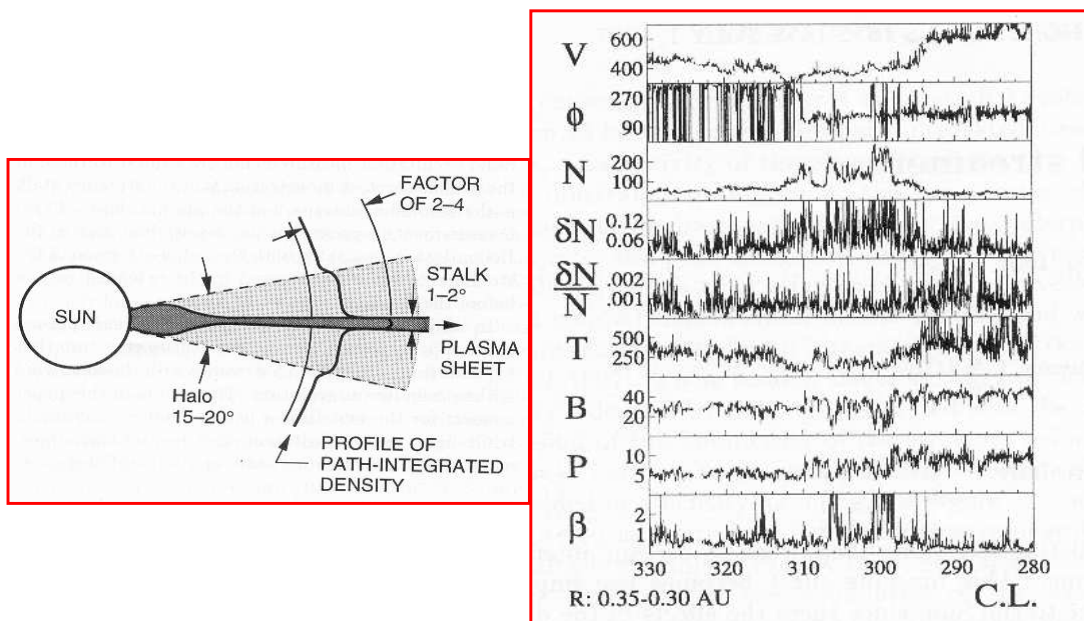 FACTOR
OF 2–4
SUN
STALK
~2°
PLASMA
SHEET
Halo
15–20°
PROFILE OF
PATH-INTEGRATED
DENSITY
V
600
400
ϕ
270
90
N
200
100
δN
0.12
0.06
δN
N
.002
.001
T
500
250
B
40
20
P
10
5
β
2
1
330 320 310 300 290 280
R: 0.35-0.30 AU
C.L.